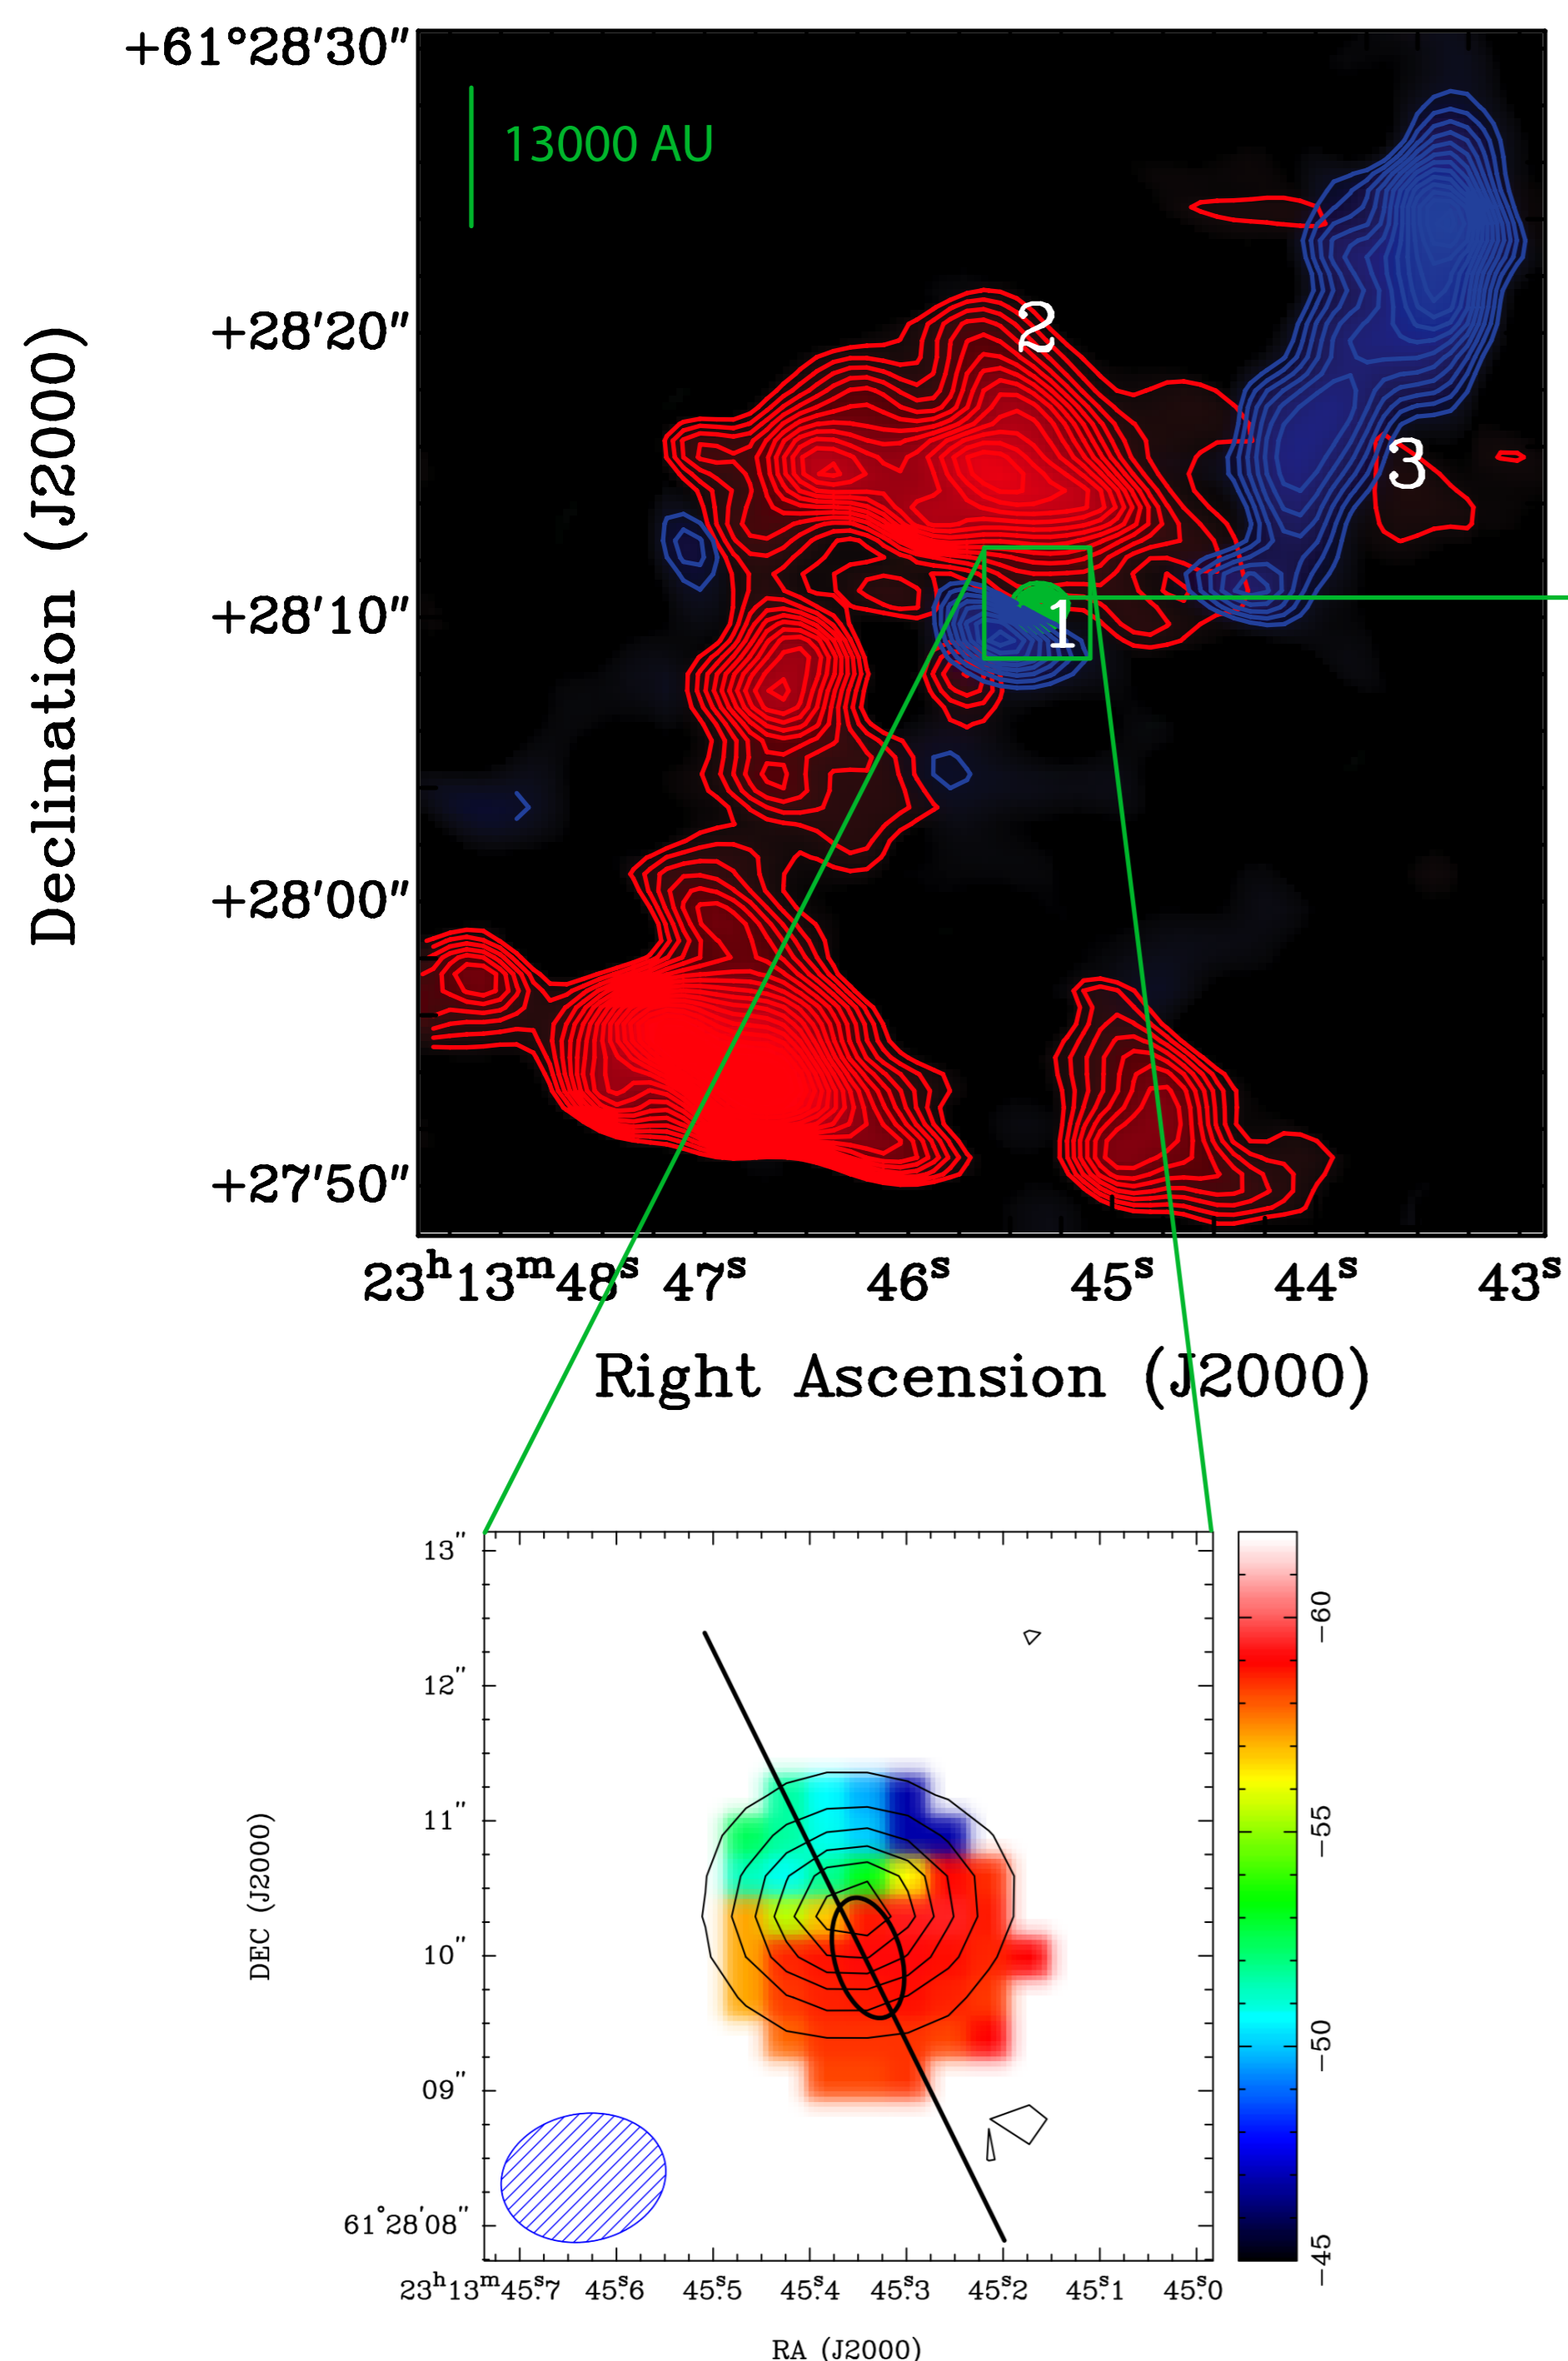 +61°28′30″
13000 AU
2
+28′20″
3
+28′10″
1
+28′00″
+27′50″
Declination (J2000)
23h13m48s 47s 46s 45s 44s 43s
Right Ascension (J2000)
13″
12″
11″
10″
09″
61°28′08″
DEC (J2000)
−60
−55
−50
−45
23h13m45s.7 45s.6 45s.5 45s.4 45s.3 45s.2 45s.1 45s.0
RA (J2000)